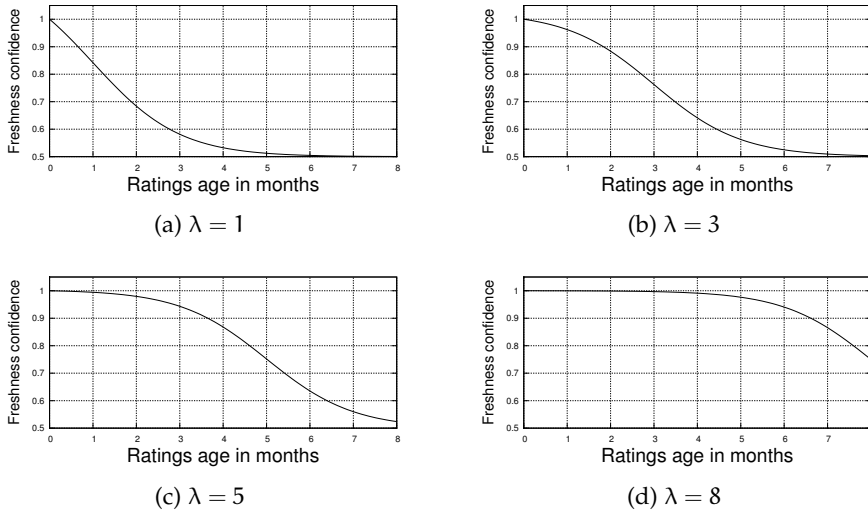 Freshness confidence
1
0.9
0.8
0.7
0.6
0.5
0 1 2 3 4 5 6 7 8
Ratings age in months
(a) λ = 1
Freshness confidence
1
0.9
0.8
0.7
0.6
0.5
0 1 2 3 4 5 6 7
Ratings age in months
(b) λ = 3
Freshness confidence
1
0.9
0.8
0.7
0.6
0.5
0 1 2 3 4 5 6 7 8
Ratings age in months
(c) λ = 5
Freshness confidence
1
0.9
0.8
0.7
0.6
0.5
0 1 2 3 4 5 6 7
Ratings age in months
(d) λ = 8